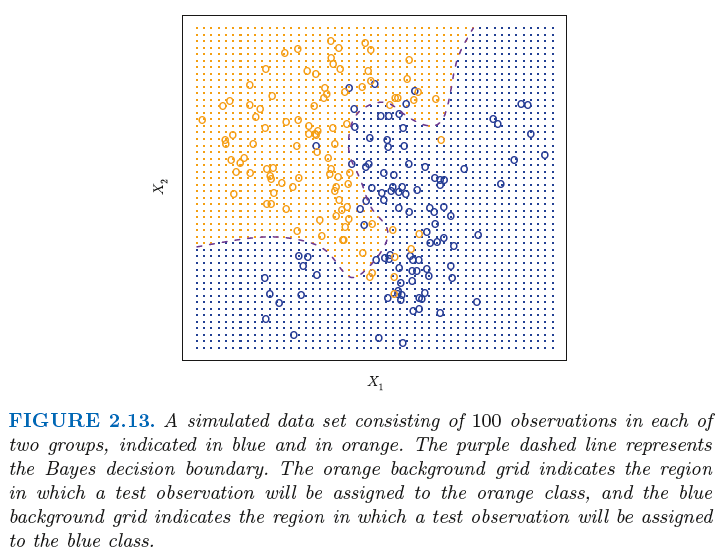 X2
X1
FIGURE 2.13. A simulated data set consisting of 100 observations in each of
two groups, indicated in blue and in orange. The purple dashed line represents
the Bayes decision boundary. The orange background grid indicates the region
in which a test observation will be assigned to the orange class, and the blue
background grid indicates the region in which a test observation will be assigned
to the blue class.